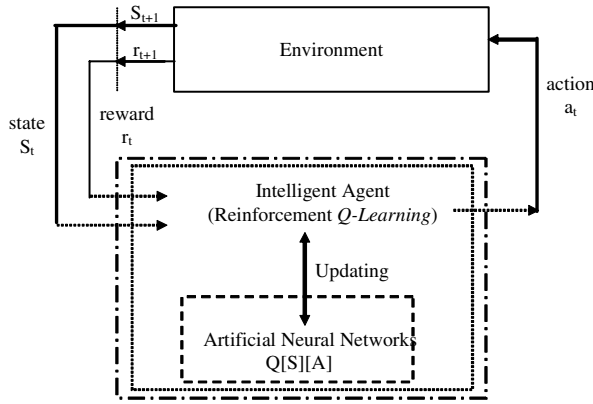 S_{t+1}
Environment
r_{t+1}
action
a_t
reward
r_t
state
S_t
Intelligent Agent
(Reinforcement Q-Learning)
Updating
Artificial Neural Networks
Q[S][A]